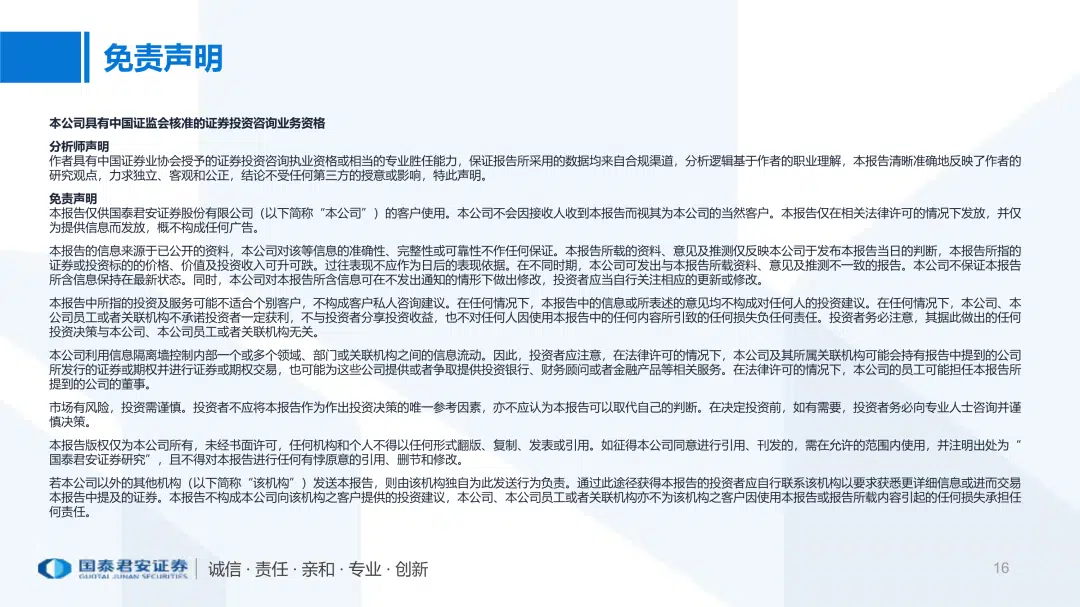 免责声明
本公司具有中国证监会核准的证券投资咨询业务资格
分析师声明
作者具有中国证券业协会授予的证券投资咨询执业资格或相当的专业胜任能力，保证报告所采用的数据均来自合规渠道，分析逻辑基于作者的职业理解，本报告清晰准确地反映了作者的
研究观点，力求独立、客观和公正，结论不受任何第三方的授意或影响，特此声明。
免责声明
本报告仅供国泰君安证券股份有限公司（以下简称“本公司”）的客户使用。本公司不会因接收人收到本报告而视其为本公司的当然客户。本报告仅在相关法律许可的情况下发放，并仅
为提供信息而发放，概不构成任何广告。
本报告的信息来源于已公开的资料，本公司对该等信息的准确性、完整性或可靠性不作任何保证。本报告所载的资料、意见及推测仅反映本公司于发布本报告当日的判断，本报告所指的
证券或投资标的的价格、价值及投资收入可升可跌。过往表现不应作为日后的表现依据。在不同时期，本公司可发出与本报告所载资料、意见及推测不一致的报告。本公司不保证本报告
所含信息保持在最新状态。同时，本公司对本报告所含信息可在不发出通知的情形下做出修改，投资者应当自行关注相应的更新或修改。
本报告中所指的投资及服务可能不适合个别客户，不构成客户私人咨询建议。在任何情况下，本报告中的信息或所表述的意见均不构成对任何人的投资建议。在任何情况下，本公司、本
公司员工或者关联机构不承诺投资者一定获利，不与投资者分享投资收益，也不对任何人因使用本报告中的任何内容所引致的任何损失负任何责任。投资者务必注意，其据此做出的任何
投资决策与本公司、本公司员工或者关联机构无关。
本公司利用信息隔离墙控制内部一个或多个领域、部门或关联机构之间的信息流动。因此，投资者应注意，在法律许可的情况下，本公司及其所属关联机构可能会持有报告中提到的公司
所发行的证券或期权并进行证券或期权交易，也可能为这些公司提供或者争取提供投资银行、财务顾问或者金融产品等相关服务。在法律许可的情况下，本公司的员工可能担任本报告所
提到的公司的董事。
市场有风险，投资需谨慎。投资者不应将本报告作为作出投资决策的唯一参考因素，亦不应认为本报告可以取代自己的判断。在决定投资前，如有需要，投资者务必向专业人士咨询并谨
慎决策。
本报告版权仅为本公司所有，未经书面许可，任何机构和个人不得以任何形式翻版、复制、发表或引用。如征得本公司同意进行引用、刊发的，需在允许的范围内使用，并注明出处为“
国泰君安证券研究”，且不得对本报告进行任何有悖原意的引用、删节和修改。
若本公司以外的其他机构（以下简称“该机构”）发送本报告，则由该机构独自为此发送行为负责。通过此途径获得本报告的投资者应自行联系该机构以要求获悉更详细信息或进而交易
本报告中提及的证券。本报告不构成本公司向该机构之客户提供的投资建议，本公司、本公司员工或者关联机构亦不为该机构之客户因使用本报告或报告所载内容引起的任何损失承担任
何责任。
国泰君安证券
GUOTAI JUNAN SECURITIES
诚信 · 责任 · 亲和 · 专业 · 创新
16